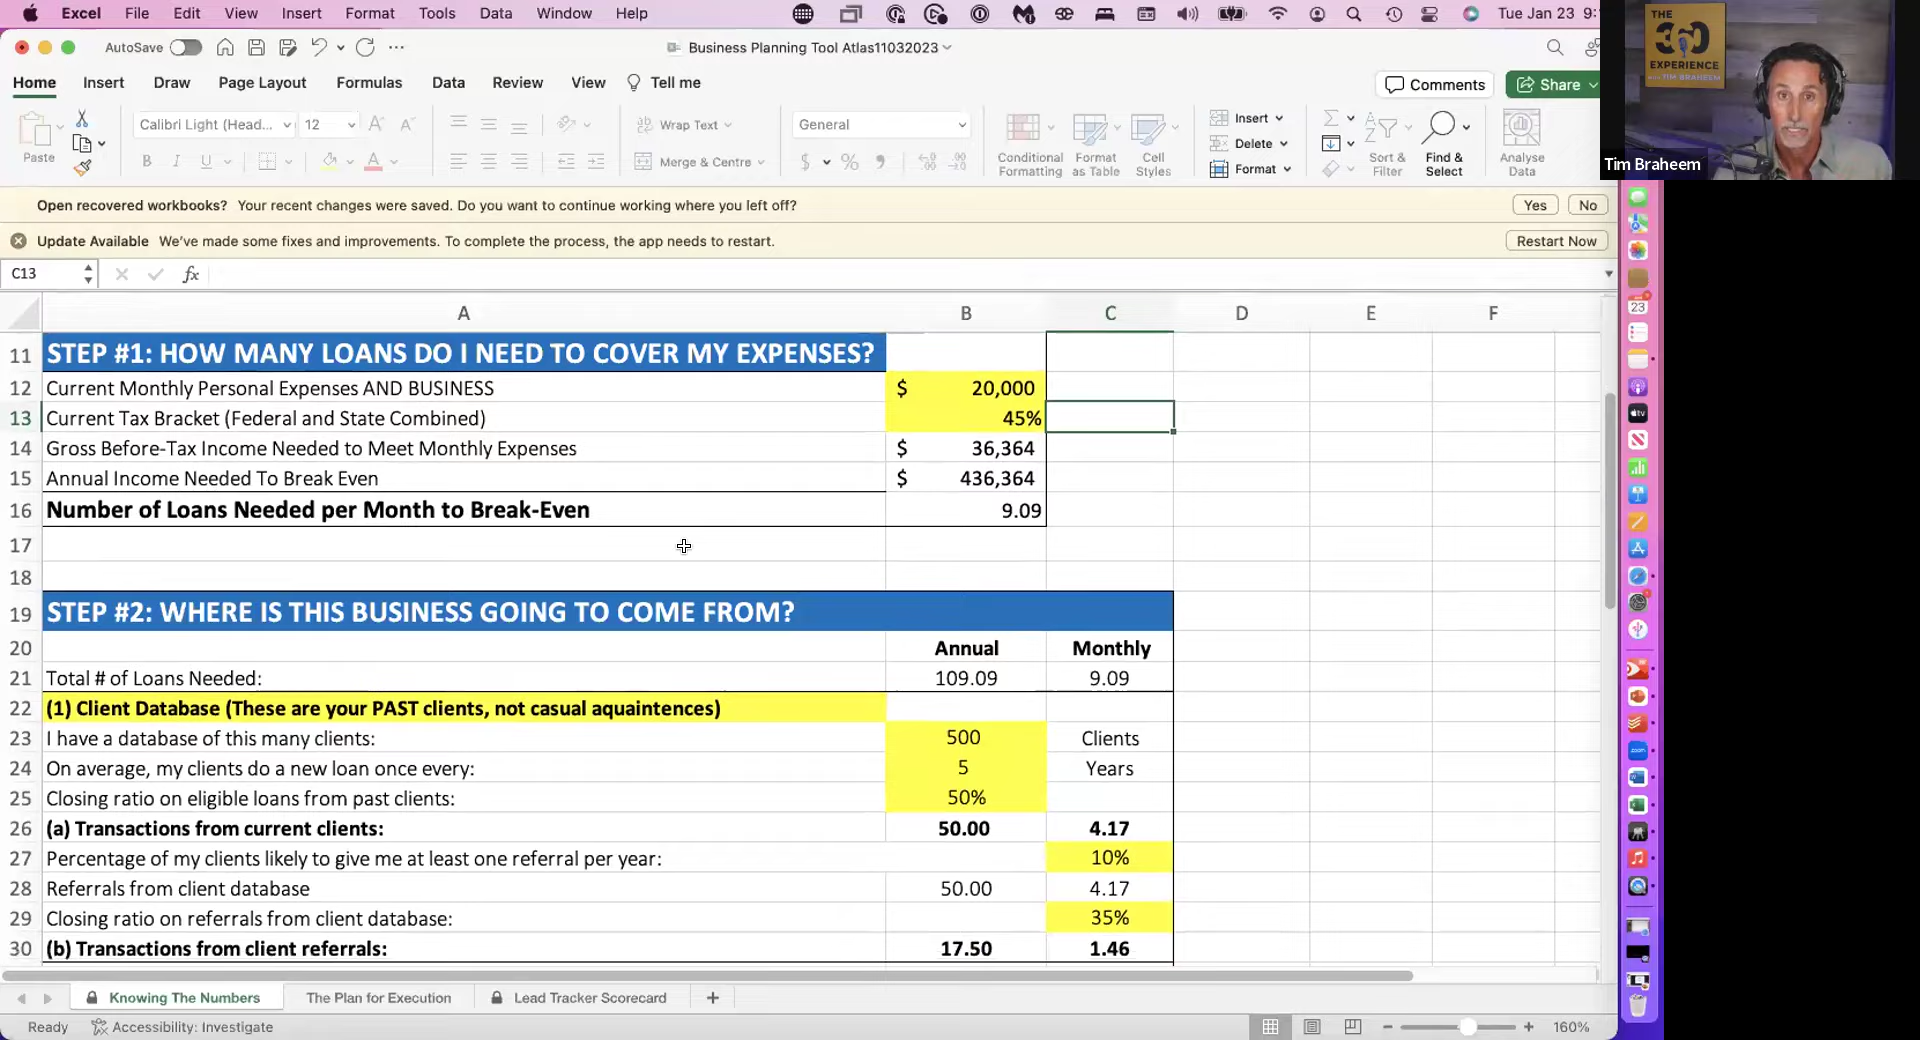 Excel File Edit View Insert Format Tools Data Window Help Tue Jan 23 9:
AutoSave Business Planning Tool Atlas11032023
Home Insert Draw Page Layout Formulas Data Review View Tell me Comments Share
Calibri Light (Head... 12 Wrap Text General Insert
Paste Delete
Merge & Centre Conditional Formatting Format as Table Cell Styles Format Sort & Filter Find & Select Analyse Data
THE
360
EXPERIENCE
WITH TIM BRAHEEM
Tim Braheem
Open recovered workbooks? Your recent changes were saved. Do you want to continue working where you left off? Yes No
Update Available We've made some fixes and improvements. To complete the process, the app needs to restart. Restart Now
C13 fx
A B C D E F
11 STEP #1: HOW MANY LOANS DO I NEED TO COVER MY EXPENSES?
12 Current Monthly Personal Expenses AND BUSINESS $ 20,000
13 Current Tax Bracket (Federal and State Combined) 45%
14 Gross Before-Tax Income Needed to Meet Monthly Expenses $ 36,364
15 Annual Income Needed To Break Even $ 436,364
16 Number of Loans Needed per Month to Break-Even 9.09
17
18
19 STEP #2: WHERE IS THIS BUSINESS GOING TO COME FROM?
20 Annual Monthly
21 Total # of Loans Needed: 109.09 9.09
22 (1) Client Database (These are your PAST clients, not casual aquaintences)
23 I have a database of this many clients: 500 Clients
24 On average, my clients do a new loan once every: 5 Years
25 Closing ratio on eligible loans from past clients: 50%
26 (a) Transactions from current clients: 50.00 4.17
27 Percentage of my clients likely to give me at least one referral per year: 10%
28 Referrals from client database 50.00 4.17
29 Closing ratio on referrals from client database: 35%
30 (b) Transactions from client referrals: 17.50 1.46
Knowing The Numbers The Plan for Execution Lead Tracker Scorecard +
Ready Accessibility: Investigate 160%